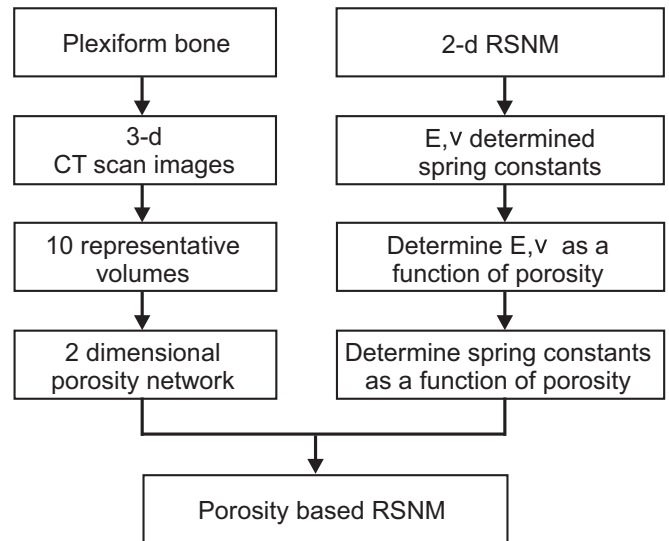 Plexiform bone
3-d
CT scan images
10 representative
volumes
2 dimensional
porosity network
2-d RSNM
E,ν determined
spring constants
Determine E,ν as a
function of porosity
Determine spring constants
as a function of porosity
Porosity based RSNM